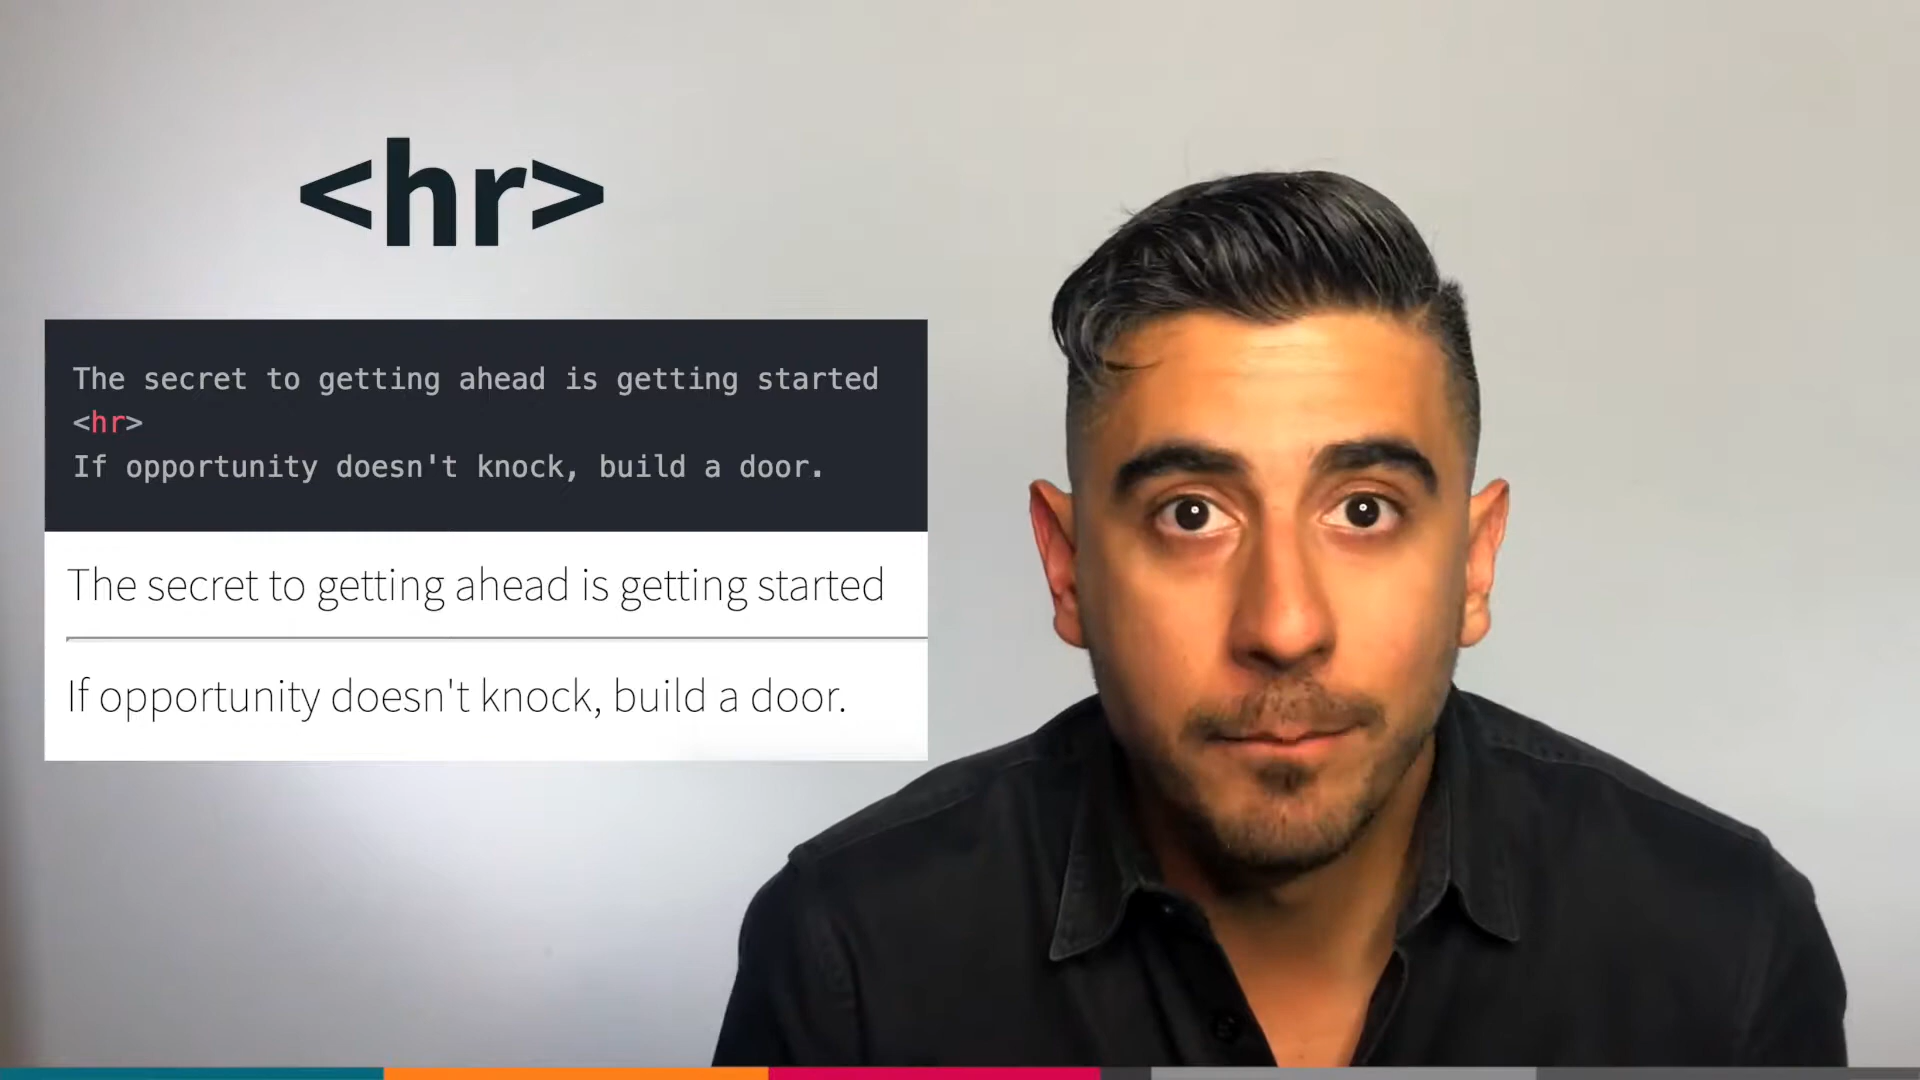 <hr>
The secret to getting ahead is getting started
<hr>
If opportunity doesn't knock, build a door.
The secret to getting ahead is getting started
If opportunity doesn't knock, build a door.